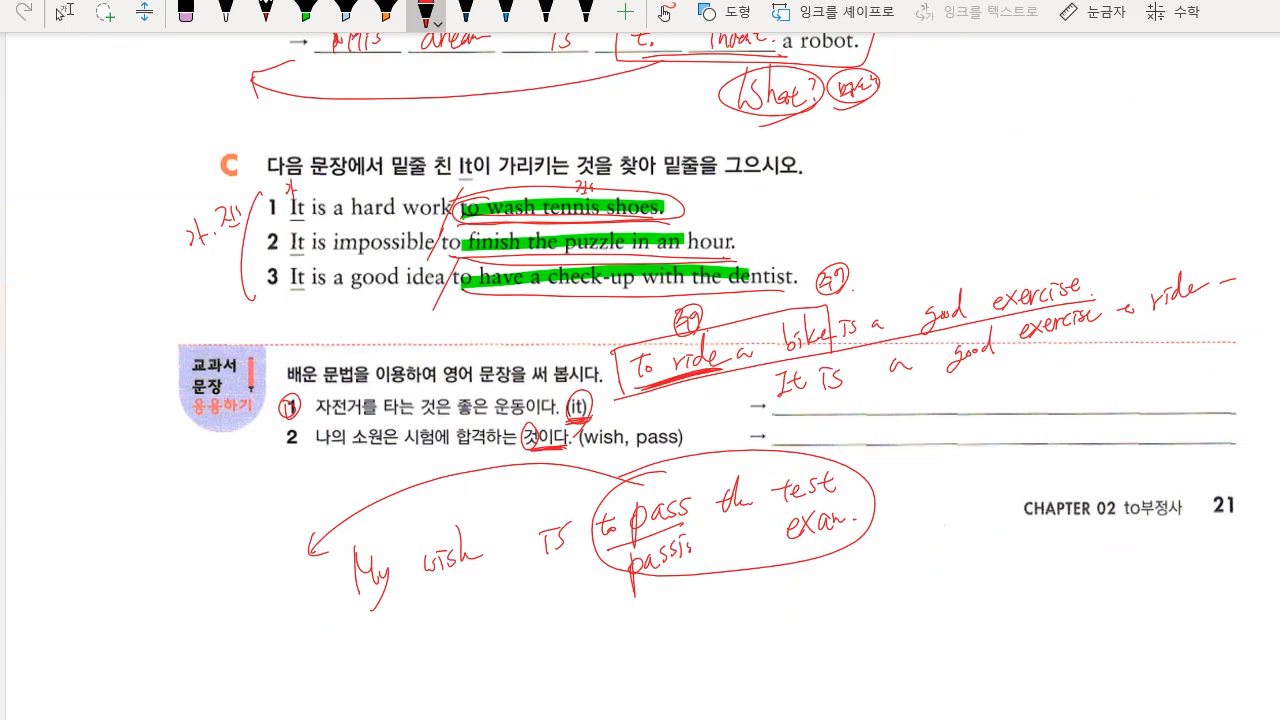 도형 잉크를 셰이프로 잉크를 텍스트로 눈금자 수학
→ dream is a robot.
What?
C 다음 문장에서 밑줄 친 It이 가리키는 것을 찾아 밑줄을 그으시오.
가 진
가. 진
1 It is a hard work to wash tennis shoes.
2 It is impossible to finish the puzzle in an hour.
3 It is a good idea to have a check-up with the dentist.
To ride a bike is a good exercise.
It is a good exercise to ride
교과서
문장
응용하기
배운 문법을 이용하여 영어 문장을 써 봅시다.
1 자전거를 타는 것은 좋은 운동이다. (it) →
2 나의 소원은 시험에 합격하는 것이다. (wish, pass) →
My wish is to pass the test
exam.
CHAPTER 02 to부정사 21